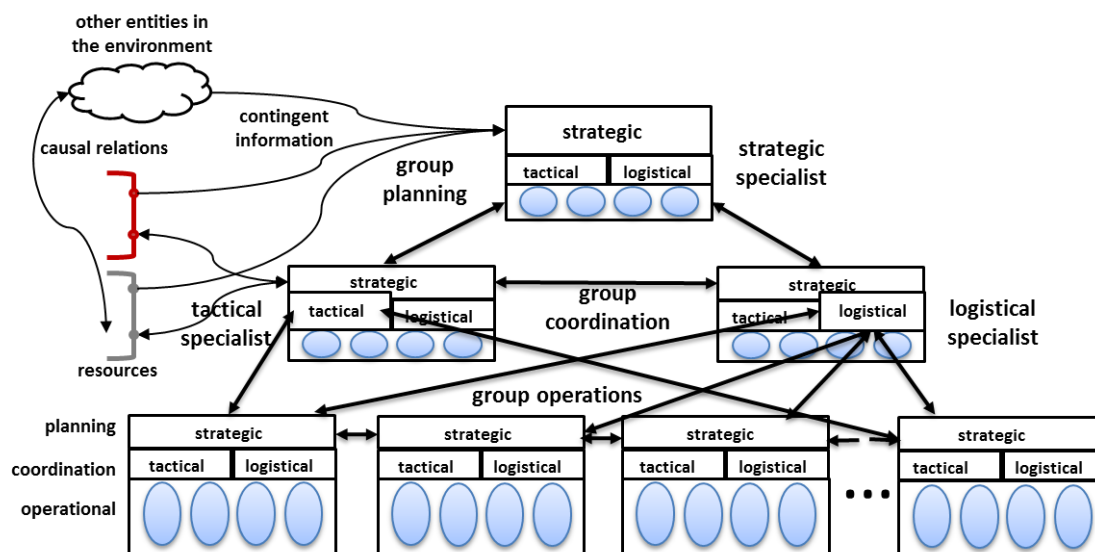 other entities in
the environment
contingent
information
causal relations
strategic
tactical
logistical
strategic
specialist
group
planning
strategic
tactical
logistical
tactical
specialist
group
coordination
strategic
tactical
logistical
logistical
specialist
resources
group operations
planning
strategic
strategic
strategic
strategic
coordination
tactical
logistical
tactical
logistical
tactical
logistical
tactical
logistical
operational